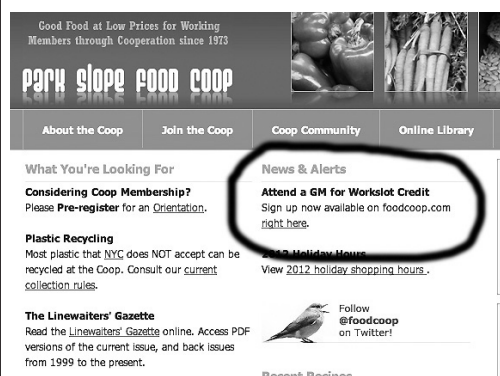 Good Food at Low Prices for Working
Members through Cooperation since 1973
PARK SLOPE FOOD COOP
About the Coop
Join the Coop
Coop Community
Online Library
What You're Looking For
Considering Coop Membership?
Please Pre-register for an Orientation.
Plastic Recycling
Most plastic that NYC does NOT accept can be
recycled at the Coop. Consult our current
collection rules.
The Linewaiters' Gazette
Read the Linewaiters' Gazette online. Access PDF
versions of the current issue, and back issues
from 1999 to the present.
News & Alerts
Attend a GM for Workslot Credit
Sign up now available on foodcoop.com
right here.
2012 Holiday Hours
View 2012 holiday shopping hours .
Follow
@foodcoop
on Twitter!
Recent Recipes